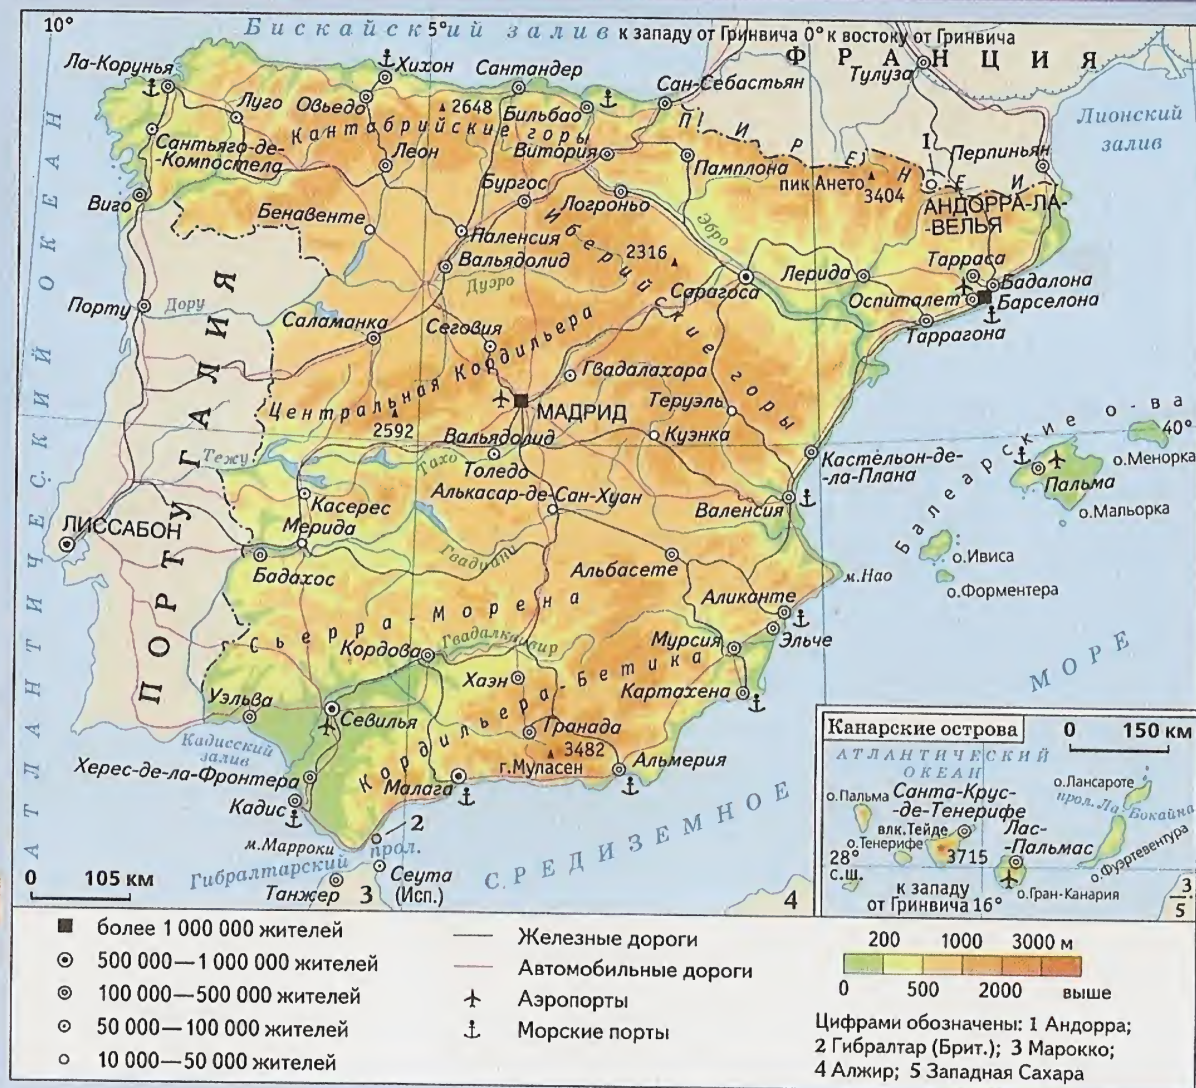 10°
Бискайский залив
5°
к западу от Гринвича 0° к востоку от Гринвича
ФРАНЦИЯ
Тулуза
Ла-Корунья
Хихон
Сантандер
Сан-Себастьян
Лионский
залив
Луго
Овьедо
2648
Бильбао
ПИРЕНЕИ
Кантабрийские горы
Сантьяго-де-
-Компостела
Леон
Витория
Памплона
1
Перпиньян
пик Ането
3404
Виго
Бургос
Логроньо
АНДОРРА-ЛА-
-ВЕЛЬЯ
Бенавенте
Паленсия
Иберийские горы
Эбро
2316
Вальядолид
Дуэро
Сарагоса
Лерида
Тарраса
Бадалона
Оспиталет
Барселона
Таррагона
Порту
Дору
Саламанка
Сеговия
Центральная Кордильера
Гвадалахара
МАДРИД
Теруэль
2592
Вальядолид
Куэнка
Тежу
Тахо
Толедо
Кастельон-де-
-ла-Плана
Балеарские о-ва
40°
о.Менорка
Пальма
о.Мальорка
Касерес
Алькасар-де-Сан-Хуан
Валенсия
ЛИССАБОН
Мерида
Гвадиана
Бадахос
Альбасете
м.Нао
о.Ивиса
о.Форментера
ПОРТУГАЛИЯ
АТЛАНТИЧЕСКИЙ ОКЕАН
Сьерра-Морена
Аликанте
Эльче
Гвадалквивир
Кордова
Мурсия
Хаэн
Кордильера-Бетика
Картахена
Уэльва
Севилья
Гранада
3482
г.Муласен
Кадисский
залив
Херес-де-ла-Фронтера
Малага
Альмерия
Кадис
2
м.Марроки
прол.
Гибралтарский
Сеута
(Исп.)
Танжер
3
4
СРЕДИЗЕМНОЕ
МОРЕ
0 105 км
Канарские острова
0 150 км
АТЛАНТИЧЕСКИЙ
ОКЕАН
о.Лансароте
о.Пальма
Санта-Крус-
-де-Тенерифе
прол.Ла-Бокайна
влк.Тейде
о.Тенерифе
3715
Лас-
-Пальмас
28°
с.ш.
о.Фуэртевентура
к западу
от Гринвича 16°
о.Гран-Канария
3
5
более 1 000 000 жителей
500 000—1 000 000 жителей
100 000—500 000 жителей
50 000—100 000 жителей
10 000—50 000 жителей
Железные дороги
Автомобильные дороги
Аэропорты
Морские порты
200 1000 3000 м
0 500 2000 выше
Цифрами обозначены: 1 Андорра;
2 Гибралтар (Брит.); 3 Марокко;
4 Алжир; 5 Западная Сахара